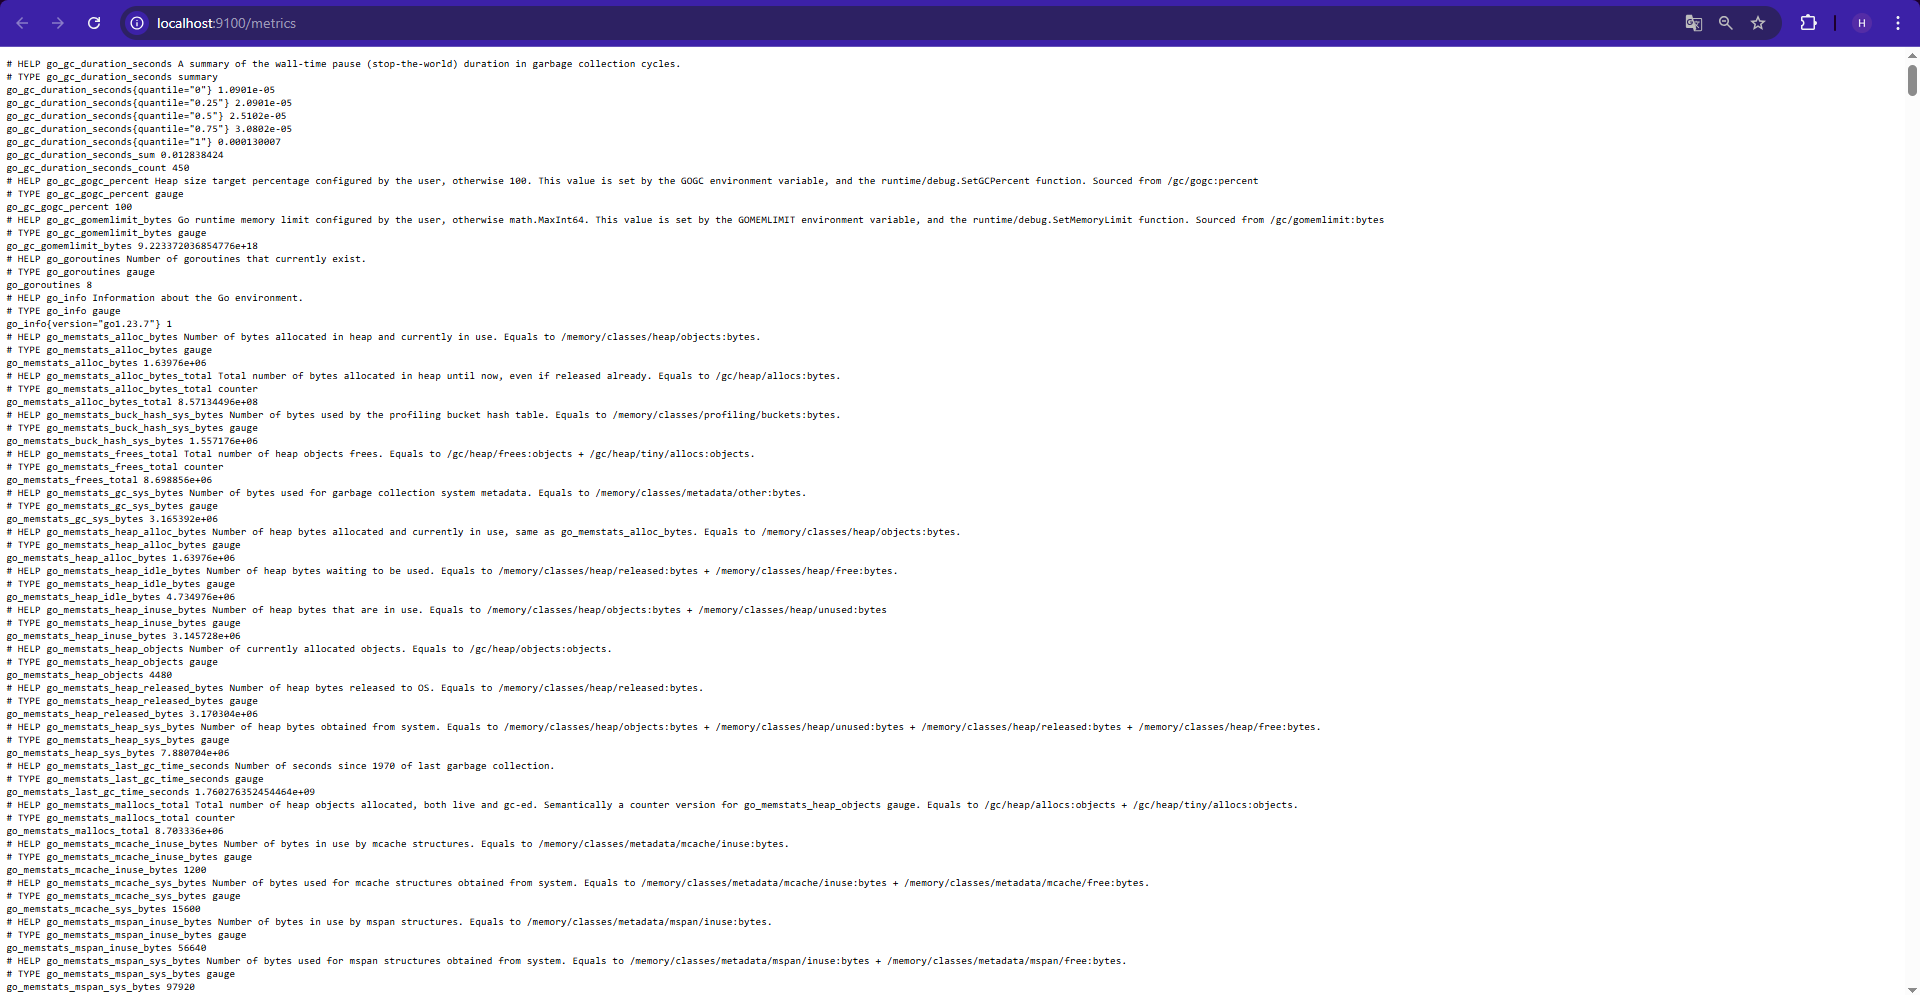 localhost:9100/metrics
H
# HELP go_gc_duration_seconds A summary of the wall-time pause (stop-the-world) duration in garbage collection cycles.
# TYPE go_gc_duration_seconds summary
go_gc_duration_seconds{quantile="0"} 1.0901e-05
go_gc_duration_seconds{quantile="0.25"} 2.0901e-05
go_gc_duration_seconds{quantile="0.5"} 2.5102e-05
go_gc_duration_seconds{quantile="0.75"} 3.0802e-05
go_gc_duration_seconds{quantile="1"} 0.000130007
go_gc_duration_seconds_sum 0.012838424
go_gc_duration_seconds_count 450
# HELP go_gc_gogc_percent Heap size target percentage configured by the user, otherwise 100. This value is set by the GOGC environment variable, and the runtime/debug.SetGCPercent function. Sourced from /gc/gogc:percent
# TYPE go_gc_gogc_percent gauge
go_gc_gogc_percent 100
# HELP go_gc_gomemlimit_bytes Go runtime memory limit configured by the user, otherwise math.MaxInt64. This value is set by the GOMEMLIMIT environment variable, and the runtime/debug.SetMemoryLimit function. Sourced from /gc/gomemlimit:bytes
# TYPE go_gc_gomemlimit_bytes gauge
go_gc_gomemlimit_bytes 9.223372036854776e+18
# HELP go_goroutines Number of goroutines that currently exist.
# TYPE go_goroutines gauge
go_goroutines 8
# HELP go_info Information about the Go environment.
# TYPE go_info gauge
go_info{version="go1.23.7"} 1
# HELP go_memstats_alloc_bytes Number of bytes allocated in heap and currently in use. Equals to /memory/classes/heap/objects:bytes.
# TYPE go_memstats_alloc_bytes gauge
go_memstats_alloc_bytes 1.63976e+06
# HELP go_memstats_alloc_bytes_total Total number of bytes allocated in heap until now, even if released already. Equals to /gc/heap/allocs:bytes.
# TYPE go_memstats_alloc_bytes_total counter
go_memstats_alloc_bytes_total 8.57134496e+08
# HELP go_memstats_buck_hash_sys_bytes Number of bytes used by the profiling bucket hash table. Equals to /memory/classes/profiling/buckets:bytes.
# TYPE go_memstats_buck_hash_sys_bytes gauge
go_memstats_buck_hash_sys_bytes 1.557176e+06
# HELP go_memstats_frees_total Total number of heap objects frees. Equals to /gc/heap/frees:objects + /gc/heap/tiny/allocs:objects.
# TYPE go_memstats_frees_total counter
go_memstats_frees_total 8.698856e+06
# HELP go_memstats_gc_sys_bytes Number of bytes used for garbage collection system metadata. Equals to /memory/classes/metadata/other:bytes.
# TYPE go_memstats_gc_sys_bytes gauge
go_memstats_gc_sys_bytes 3.165392e+06
# HELP go_memstats_heap_alloc_bytes Number of heap bytes allocated and currently in use, same as go_memstats_alloc_bytes. Equals to /memory/classes/heap/objects:bytes.
# TYPE go_memstats_heap_alloc_bytes gauge
go_memstats_heap_alloc_bytes 1.63976e+06
# HELP go_memstats_heap_idle_bytes Number of heap bytes waiting to be used. Equals to /memory/classes/heap/released:bytes + /memory/classes/heap/free:bytes.
# TYPE go_memstats_heap_idle_bytes gauge
go_memstats_heap_idle_bytes 4.734976e+06
# HELP go_memstats_heap_inuse_bytes Number of heap bytes that are in use. Equals to /memory/classes/heap/objects:bytes + /memory/classes/heap/unused:bytes
# TYPE go_memstats_heap_inuse_bytes gauge
go_memstats_heap_inuse_bytes 3.145728e+06
# HELP go_memstats_heap_objects Number of currently allocated objects. Equals to /gc/heap/objects:objects.
# TYPE go_memstats_heap_objects gauge
go_memstats_heap_objects 4480
# HELP go_memstats_heap_released_bytes Number of heap bytes released to OS. Equals to /memory/classes/heap/released:bytes.
# TYPE go_memstats_heap_released_bytes gauge
go_memstats_heap_released_bytes 3.170304e+06
# HELP go_memstats_heap_sys_bytes Number of heap bytes obtained from system. Equals to /memory/classes/heap/objects:bytes + /memory/classes/heap/unused:bytes + /memory/classes/heap/released:bytes + /memory/classes/heap/free:bytes.
# TYPE go_memstats_heap_sys_bytes gauge
go_memstats_heap_sys_bytes 7.880704e+06
# HELP go_memstats_last_gc_time_seconds Number of seconds since 1970 of last garbage collection.
# TYPE go_memstats_last_gc_time_seconds gauge
go_memstats_last_gc_time_seconds 1.760276352454464e+09
# HELP go_memstats_mallocs_total Total number of heap objects allocated, both live and gc-ed. Semantically a counter version for go_memstats_heap_objects gauge. Equals to /gc/heap/allocs:objects + /gc/heap/tiny/allocs:objects.
# TYPE go_memstats_mallocs_total counter
go_memstats_mallocs_total 8.703336e+06
# HELP go_memstats_mcache_inuse_bytes Number of bytes in use by mcache structures. Equals to /memory/classes/metadata/mcache/inuse:bytes.
# TYPE go_memstats_mcache_inuse_bytes gauge
go_memstats_mcache_inuse_bytes 1200
# HELP go_memstats_mcache_sys_bytes Number of bytes used for mcache structures obtained from system. Equals to /memory/classes/metadata/mcache/inuse:bytes + /memory/classes/metadata/mcache/free:bytes.
# TYPE go_memstats_mcache_sys_bytes gauge
go_memstats_mcache_sys_bytes 15600
# HELP go_memstats_mspan_inuse_bytes Number of bytes in use by mspan structures. Equals to /memory/classes/metadata/mspan/inuse:bytes.
# TYPE go_memstats_mspan_inuse_bytes gauge
go_memstats_mspan_inuse_bytes 56640
# HELP go_memstats_mspan_sys_bytes Number of bytes used for mspan structures obtained from system. Equals to /memory/classes/metadata/mspan/inuse:bytes + /memory/classes/metadata/mspan/free:bytes.
# TYPE go_memstats_mspan_sys_bytes gauge
go_memstats_mspan_sys_bytes 97920